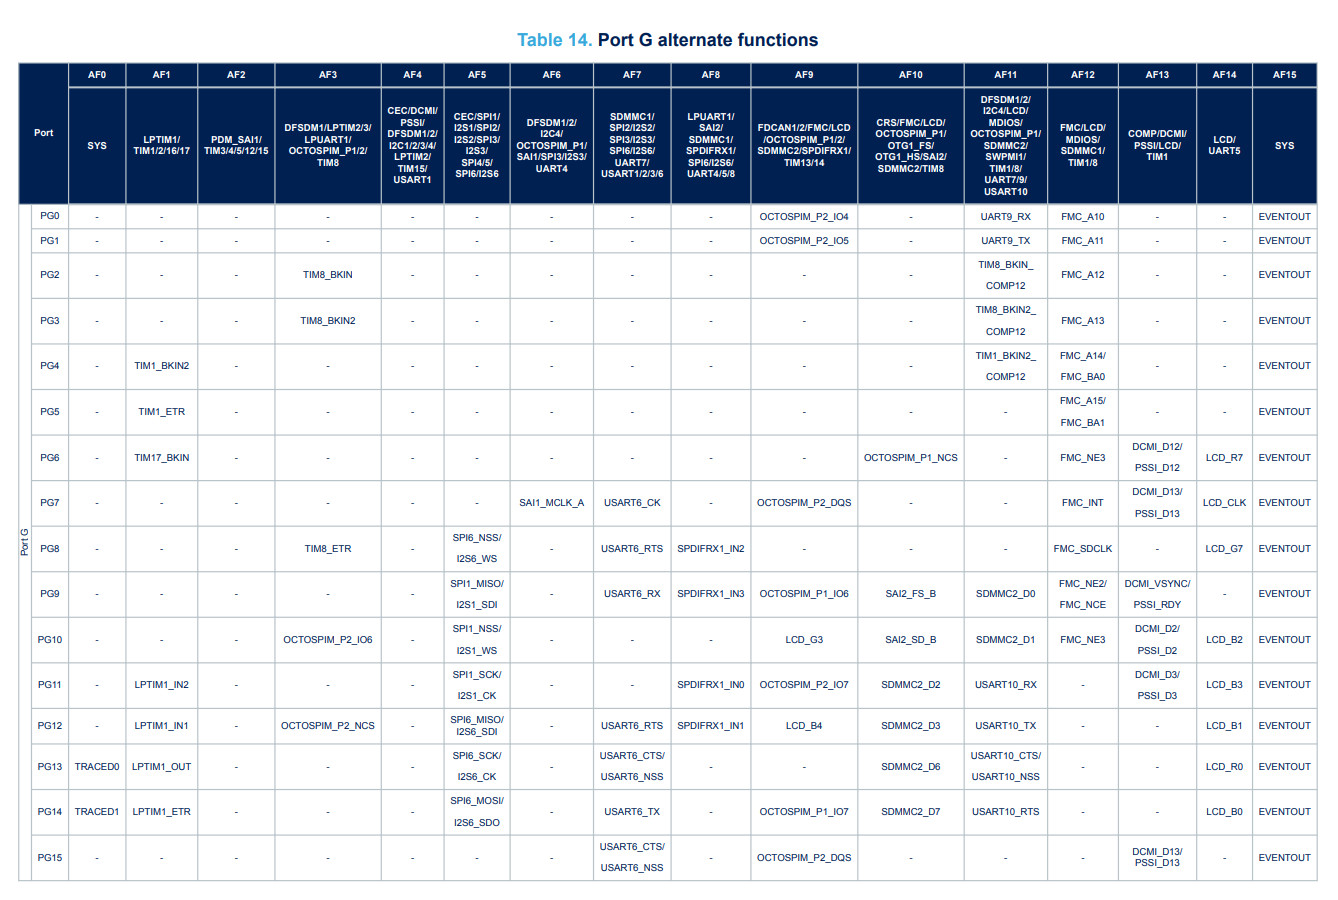 Table 14. Port G alternate functions
Port AF0 AF1 AF2 AF3 AF4 AF5 AF6 AF7 AF8 AF9 AF10 AF11 AF12 AF13 AF14 AF15
SYS
LPTIM1/
TIM1/2/16/17
PDM_SAI1/
TIM3/4/5/12/15
DFSDM1/LPTIM2/3/
LPUART1/
OCTOSPIM_P1/2/
TIM8
CEC/DCMI/
PSSI/
DFSDM1/2/
I2C1/2/3/4/
LPTIM2/
TIM15/
USART1
CEC/SPI1/
I2S1/SPI2/
I2S2/SPI3/
I2S3/
SPI4/5/
SPI6/I2S6
DFSDM1/2/
I2C4/
OCTOSPIM_P1/
SAI1/SPI3/I2S3/
UART4
SDMMC1/
SPI2/I2S2/
SPI3/I2S3/
SPI6/I2S6/
UART7/
USART1/2/3/6
LPUART1/
SAI2/
SDMMC1/
SPDIFRX1/
SPI6/I2S6/
UART4/5/8
FDCAN1/2/FMC/LCD
/OCTOSPIM_P1/2/
SDMMC2/SPDIFRX1/
TIM13/14
CRS/FMC/LCD/
OCTOSPIM_P1/
OTG1_FS/
OTG1_HS/SAI2/
SDMMC2/TIM8
DFSDM1/2/
I2C4/LCD/
MDIOS/
OCTOSPIM_P1/
SDMMC2/
SWPMI1/
TIM1/8/
UART7/9/
USART10
FMC/LCD/
MDIOS/
SDMMC1/
TIM1/8
COMP/DCMI/
PSSI/LCD/
TIM1
LCD/
UART5
SYS
Port G
PG0 - - - - - - - - - OCTOSPIM_P2_IO4 - UART9_RX FMC_A10 - - EVENTOUT
PG1 - - - - - - - - - OCTOSPIM_P2_IO5 - UART9_TX FMC_A11 - - EVENTOUT
PG2 - - - TIM8_BKIN - - - - - - - TIM8_BKIN_
COMP12 FMC_A12 - - EVENTOUT
PG3 - - - TIM8_BKIN2 - - - - - - - TIM8_BKIN2_
COMP12 FMC_A13 - - EVENTOUT
PG4 - TIM1_BKIN2 - - - - - - - - - TIM1_BKIN2_
COMP12 FMC_A14/
FMC_BA0 - - EVENTOUT
PG5 - TIM1_ETR - - - - - - - - - - FMC_A15/
FMC_BA1 - - EVENTOUT
PG6 - TIM17_BKIN - - - - - - - - OCTOSPIM_P1_NCS - FMC_NE3 DCMI_D12/
PSSI_D12 LCD_R7 EVENTOUT
PG7 - - - - - - SAI1_MCLK_A USART6_CK - OCTOSPIM_P2_DQS - - FMC_INT DCMI_D13/
PSSI_D13 LCD_CLK EVENTOUT
PG8 - - - TIM8_ETR - SPI6_NSS/
I2S6_WS - USART6_RTS SPDIFRX1_IN2 - - - FMC_SDCLK - LCD_G7 EVENTOUT
PG9 - - - - - SPI1_MISO/
I2S1_SDI - USART6_RX SPDIFRX1_IN3 OCTOSPIM_P1_IO6 SAI2_FS_B SDMMC2_D0 FMC_NE2/
FMC_NCE DCMI_VSYNC/
PSSI_RDY - EVENTOUT
PG10 - - - OCTOSPIM_P2_IO6 - SPI1_NSS/
I2S1_WS - - - LCD_G3 SAI2_SD_B SDMMC2_D1 FMC_NE3 DCMI_D2/
PSSI_D2 LCD_B2 EVENTOUT
PG11 - LPTIM1_IN2 - - - SPI1_SCK/
I2S1_CK - - SPDIFRX1_IN0 OCTOSPIM_P2_IO7 SDMMC2_D2 USART10_RX - DCMI_D3/
PSSI_D3 LCD_B3 EVENTOUT
PG12 - LPTIM1_IN1 - OCTOSPIM_P2_NCS - SPI6_MISO/
I2S6_SDI - USART6_RTS SPDIFRX1_IN1 LCD_B4 SDMMC2_D3 USART10_TX - - LCD_B1 EVENTOUT
PG13 TRACED0 LPTIM1_OUT - - - SPI6_SCK/
I2S6_CK - USART6_CTS/
USART6_NSS - - SDMMC2_D6 USART10_CTS/
USART10_NSS - - LCD_R0 EVENTOUT
PG14 TRACED1 LPTIM1_ETR - - - SPI6_MOSI/
I2S6_SDO - USART6_TX - OCTOSPIM_P1_IO7 SDMMC2_D7 USART10_RTS - - LCD_B0 EVENTOUT
PG15 - - - - - - - USART6_CTS/
USART6_NSS - OCTOSPIM_P2_DQS - - - DCMI_D13/
PSSI_D13 - EVENTOUT